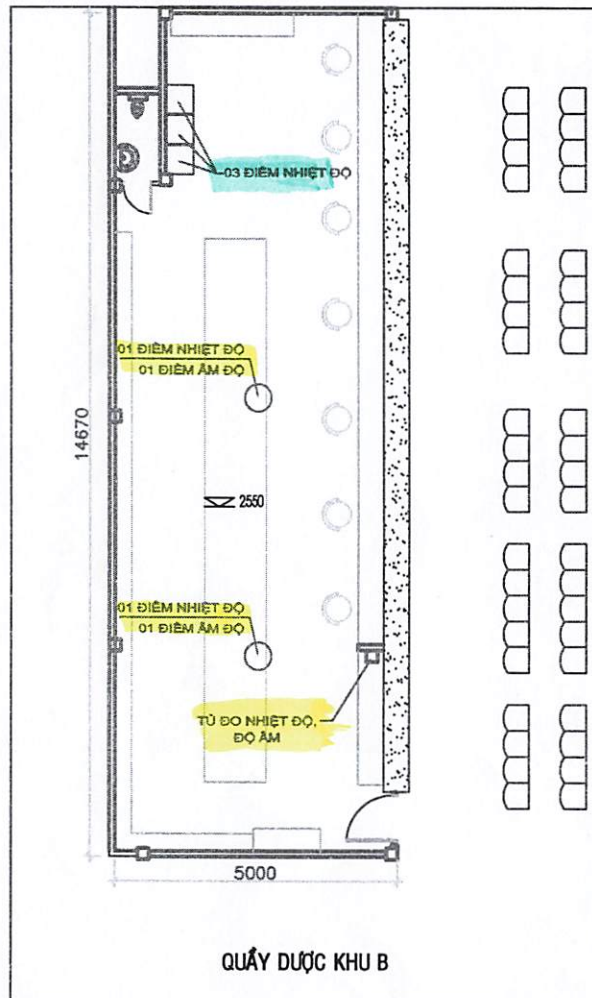 03 ĐIỂM NHIỆT ĐỘ
01 ĐIỂM NHIỆT ĐỘ
01 ĐIỂM ẨM ĐỘ
14670
2550
01 ĐIỂM NHIỆT ĐỘ
01 ĐIỂM ẨM ĐỘ
TỦ ĐO NHIỆT ĐỘ,
ĐỘ ẨM
5000
QUẦY DƯỢC KHU B